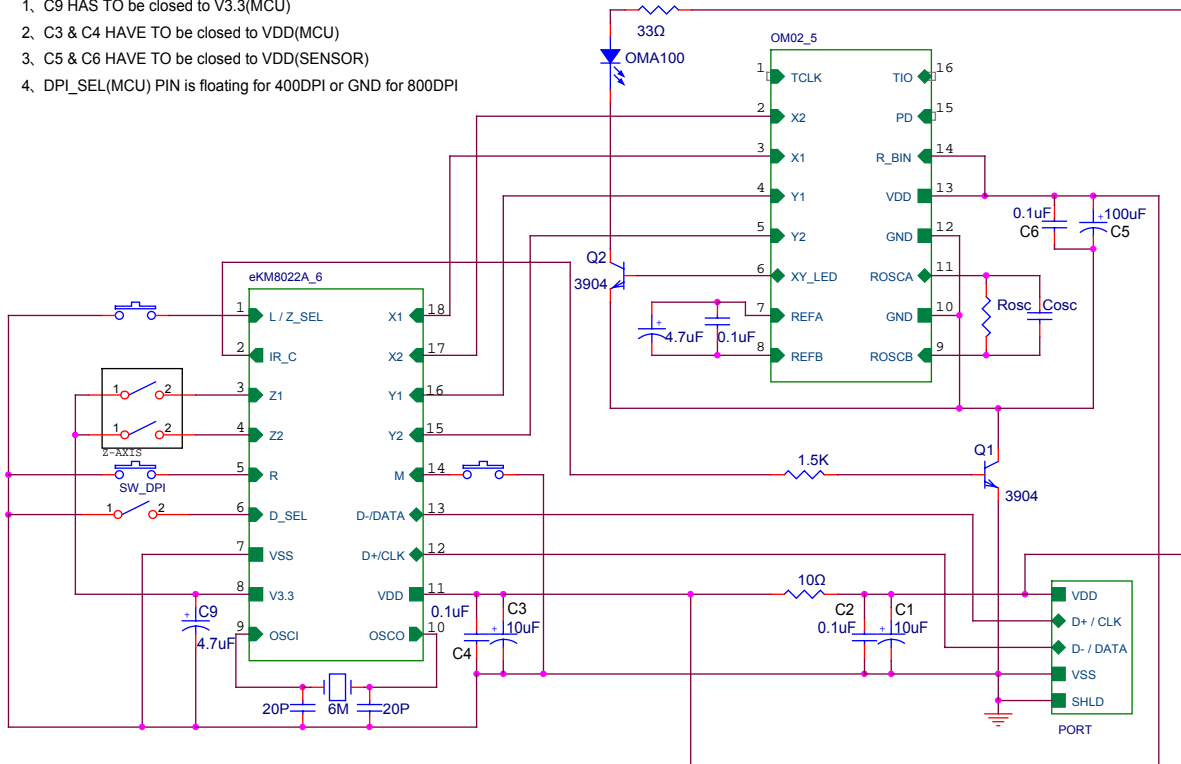 1、C9 HAS TO be closed to V3.3(MCU)
2、C3 & C4 HAVE TO be closed to VDD(MCU)
3、C5 & C6 HAVE TO be closed to VDD(SENSOR)
4、DPI_SEL(MCU) PIN is floating for 400DPI or GND for 800DPI
33Ω
OMA100
OM02_5
1 TCLK TIO 16
2 X2 PD 15
3 X1 R_BIN 14
4 Y1 VDD 13
5 Y2 GND 12
6 XY_LED ROSCA 11
7 REFA GND 10
8 REFB ROSCB 9
0.1uF
C6
+ 100uF
C5
Rosc
Cosc
Q2
3904
+ 4.7uF
0.1uF
eKM8022A_6
1 L / Z_SEL X1 18
2 IR_C X2 17
3 Z1 Y1 16
4 Z2 Y2 15
5 R M 14
6 D_SEL D-/DATA 13
7 VSS D+/CLK 12
8 V3.3 VDD 11
9 OSCI OSCO 10
1 2
1 2
Z-AXIS
SW_DPI
1 2
1.5K
Q1
3904
+ C9
4.7uF
0.1uF
C4
C3
+ 10uF
10Ω
C2
0.1uF
C1
+ 10uF
20P
6M
20P
VDD
D+ / CLK
D- / DATA
VSS
SHLD
PORT